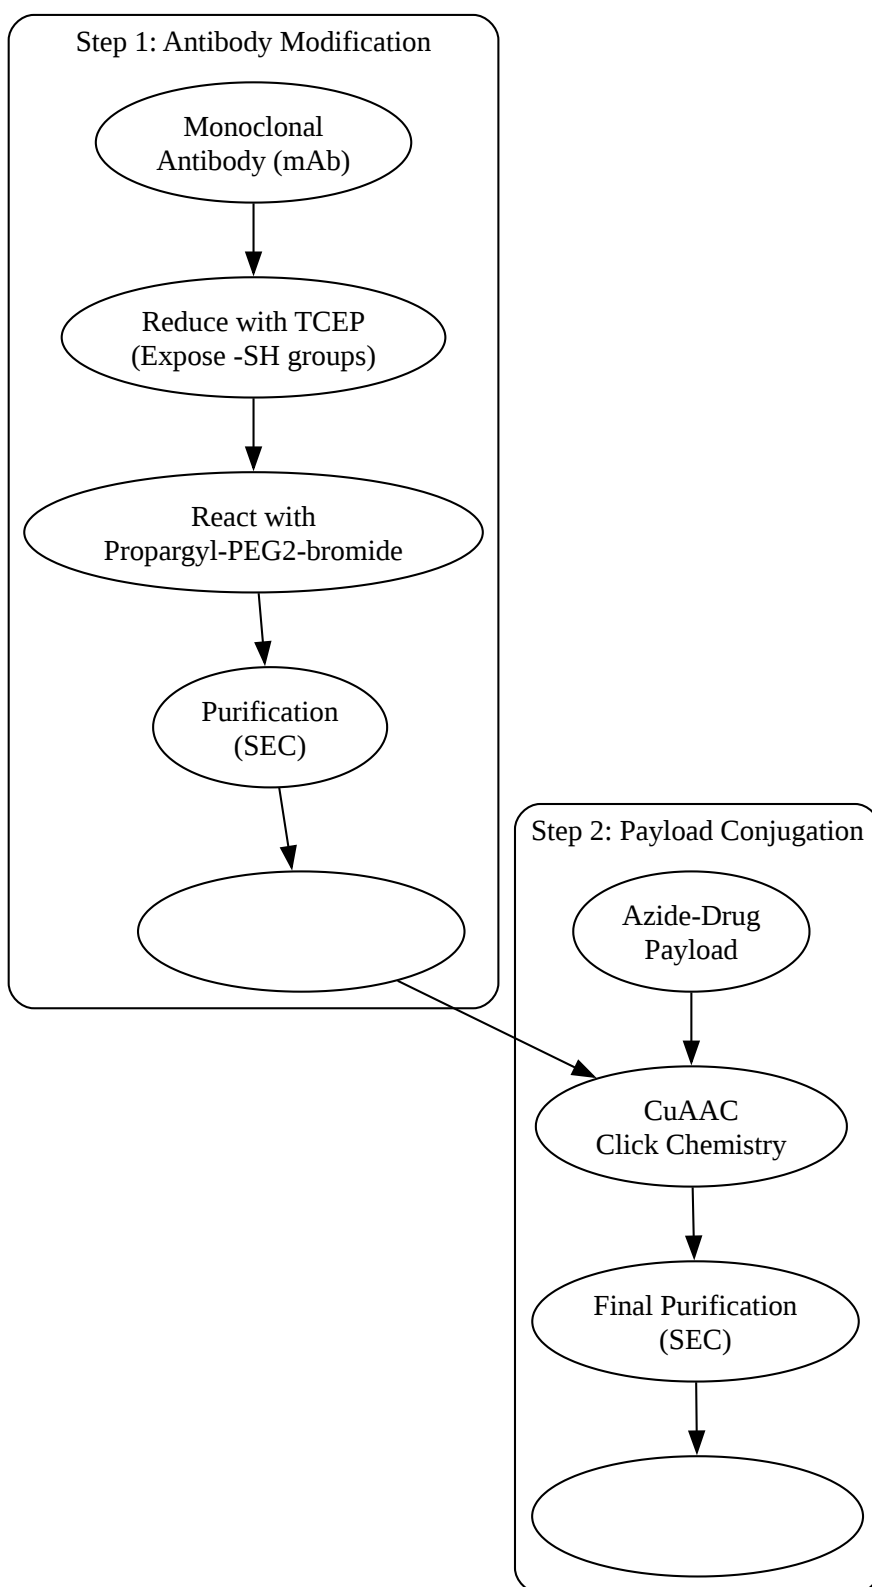 Step 1: Antibody Modification
Monoclonal
Antibody (mAb)
Reduce with TCEP
(Expose -SH groups)
React with
Propargyl-PEG2-bromide
Purification
(SEC)
Step 2: Payload Conjugation
Azide-Drug
Payload
CuAAC
Click Chemistry
Final Purification
(SEC)